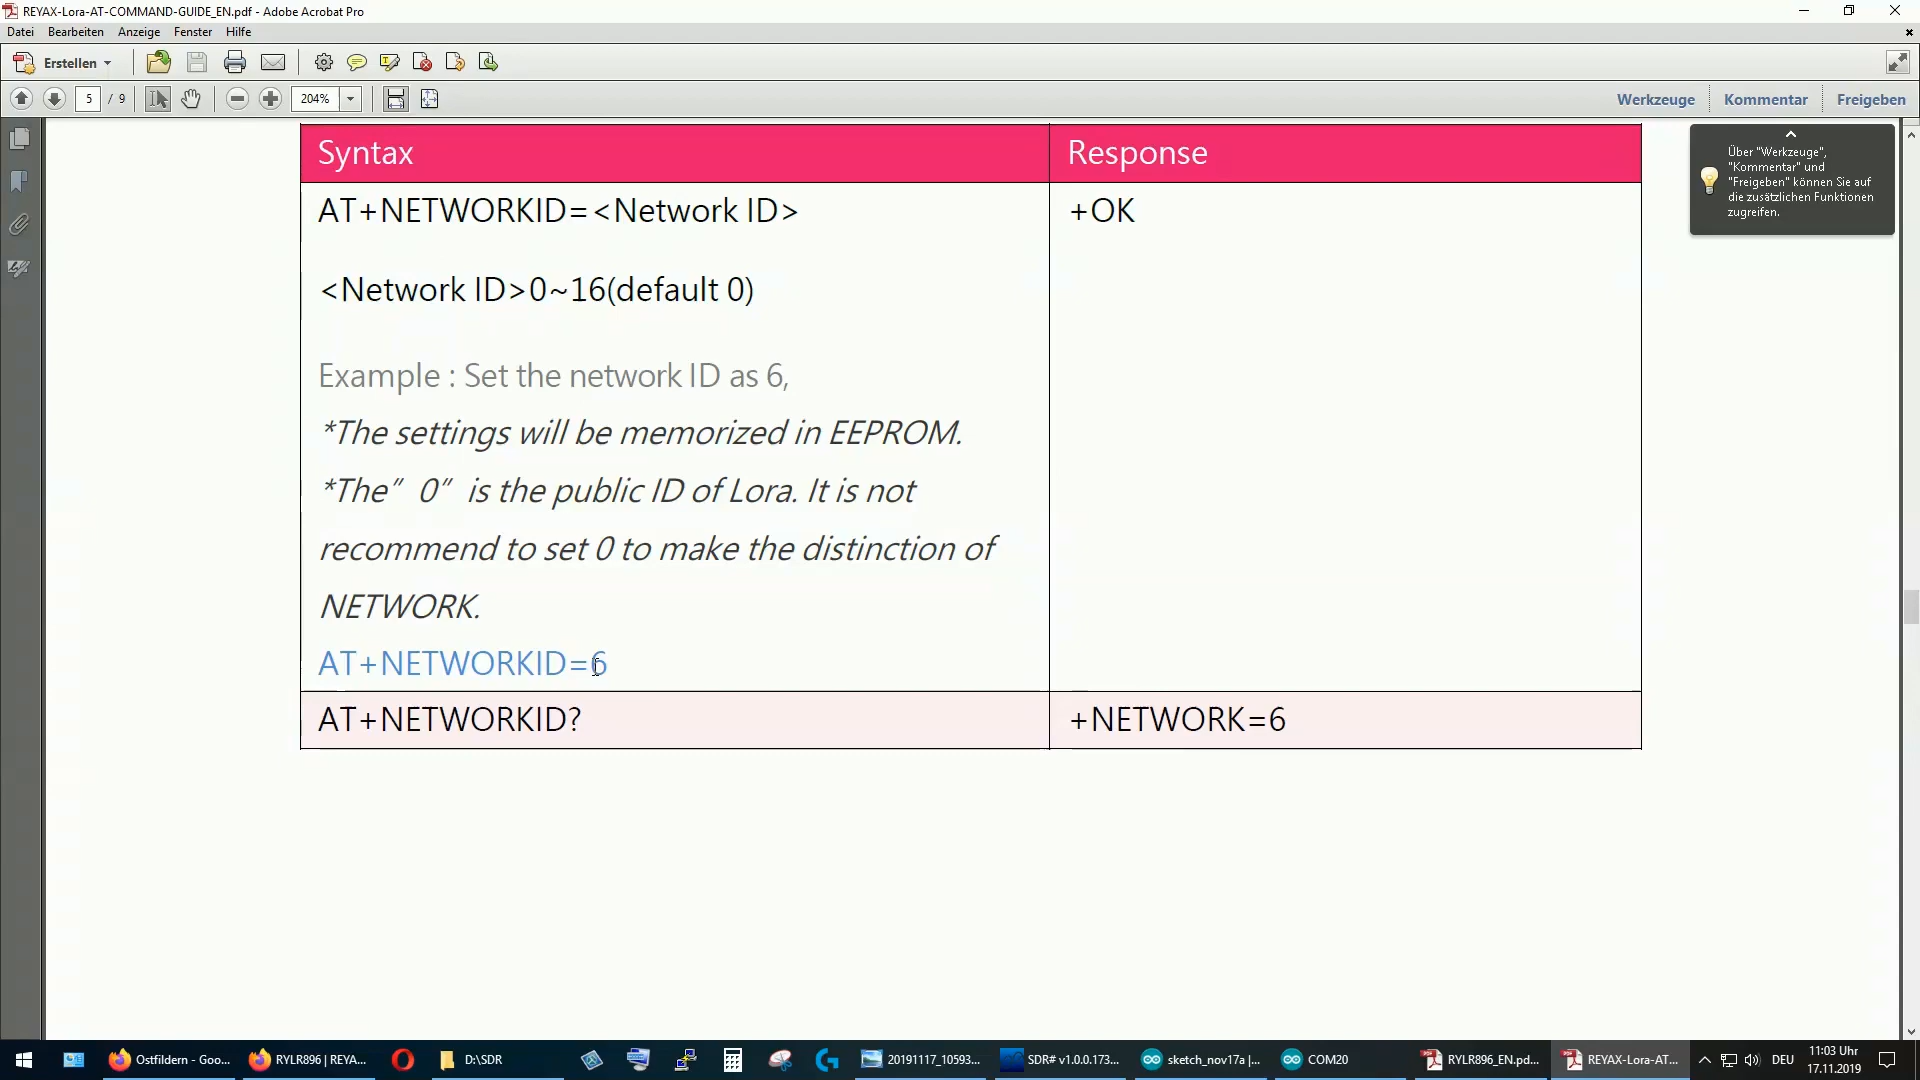 REYAX-Lora-AT-COMMAND-GUIDE_EN.pdf - Adobe Acrobat Pro
Datei Bearbeiten Anzeige Fenster Hilfe
Erstellen
5 / 9 204% Werkzeuge Kommentar Freigeben
Syntax Response
AT+NETWORKID=<Network ID> +OK
<Network ID>0~16(default 0)
Example : Set the network ID as 6,
*The settings will be memorized in EEPROM.
*The” 0” is the public ID of Lora. It is not
recommend to set 0 to make the distinction of
NETWORK.
AT+NETWORKID=6
AT+NETWORKID? +NETWORK=6
Über "Werkzeuge",
"Kommentar" und
"Freigeben" können Sie auf
die zusätzlichen Funktionen
zugreifen.
Ostfildern - Goo... RYLR896 | REYA... D:\SDR 20191117_10593... SDR# v1.0.0.173... sketch_nov17a |... COM20 RYLR896_EN.pd... REYAX-Lora-AT... DEU 11:03 Uhr
17.11.2019